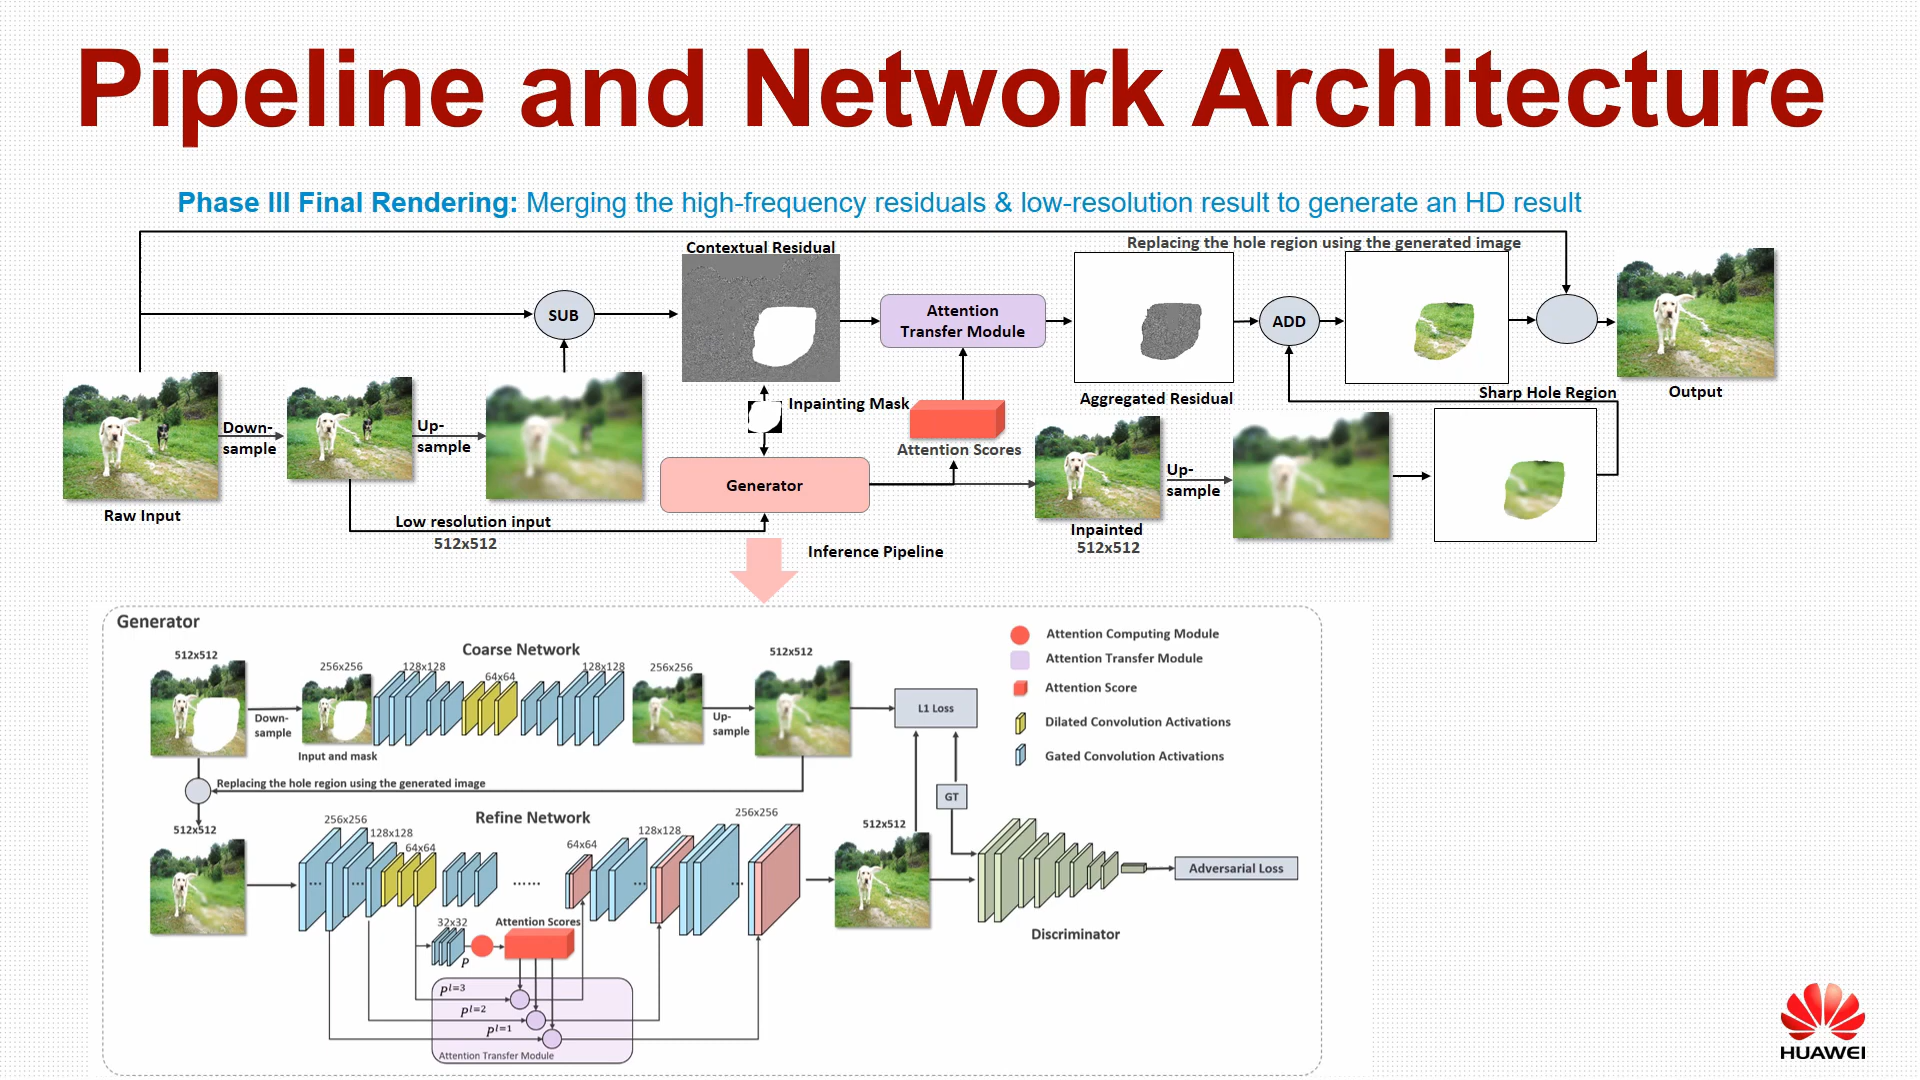 Pipeline and Network Architecture
Phase III Final Rendering: Merging the high-frequency residuals & low-resolution result to generate an HD result
Contextual Residual
Replacing the hole region using the generated image
SUB
Attention
Transfer Module
ADD
Down-
sample
Up-
sample
Inpainting Mask
Attention Scores
Aggregated Residual
Sharp Hole Region
Output
Raw Input
Generator
Up-
sample
Low resolution input
512x512
Inpainted
512x512
Inference Pipeline
Generator
512x512
Coarse Network
256x256
128x128
64x64
128x128
256x256
512x512
Down-
sample
Input and mask
Up-
sample
L1 Loss
Attention Computing Module
Attention Transfer Module
Attention Score
Dilated Convolution Activations
Gated Convolution Activations
Replacing the hole region using the generated image
GT
512x512
Refine Network
256x256
128x128
64x64
......
64x64
128x128
256x256
512x512
...
...
...
...
Adversarial Loss
Discriminator
32x32
P
Attention Scores
P^{l=3}
P^{l=2}
P^{l=1}
Attention Transfer Module
HUAWEI